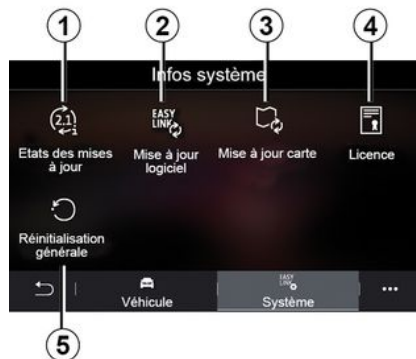 1 2 3 4
Infos système
2.1 i
EASY LINK
Etats des mises à jour
Mise à jour logiciel
Mise à jour carte
Licence
Réinitialisation générale
Véhicule
EASY LINK
Système
...
5